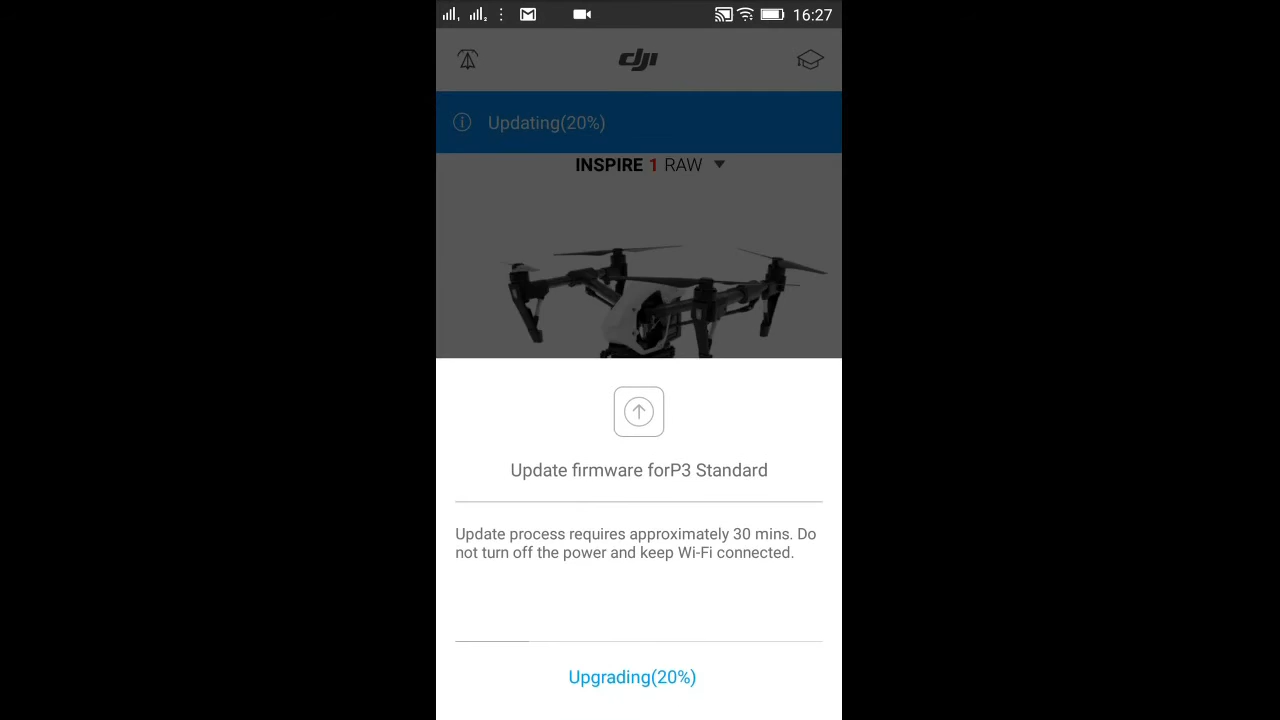 16:27
dji
Updating(20%)
INSPIRE 1 RAW
Update firmware forP3 Standard
Update process requires approximately 30 mins. Do
not turn off the power and keep Wi-Fi connected.
Upgrading(20%)